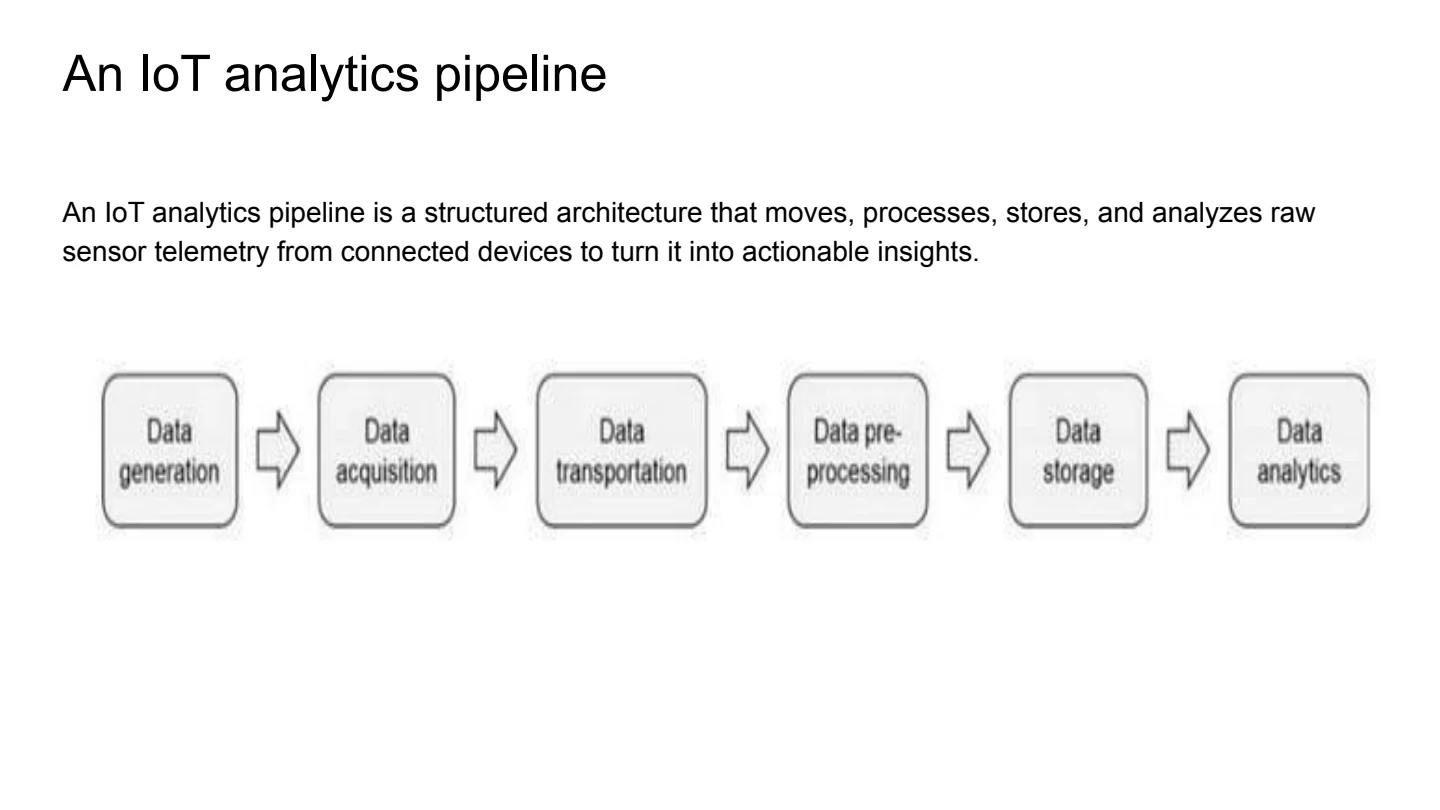 An IoT analytics pipeline
An IoT analytics pipeline is a structured architecture that moves, processes, stores, and analyzes raw
sensor telemetry from connected devices to turn it into actionable insights.
Data
generation
Data
acquisition
Data
transportation
Data pre-
processing
Data
storage
Data
analytics